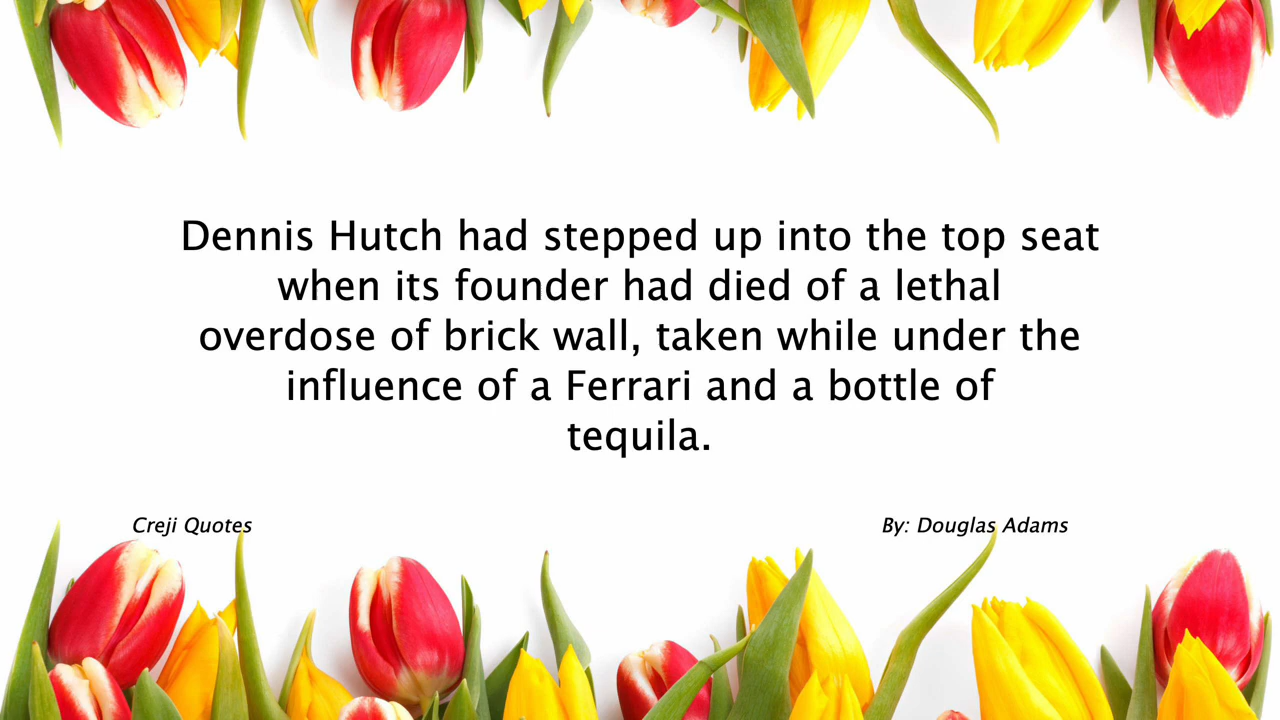 Dennis Hutch had stepped up into the top seat
when its founder had died of a lethal
overdose of brick wall, taken while under the
influence of a Ferrari and a bottle of
tequila.
Creji Quotes
By: Douglas Adams